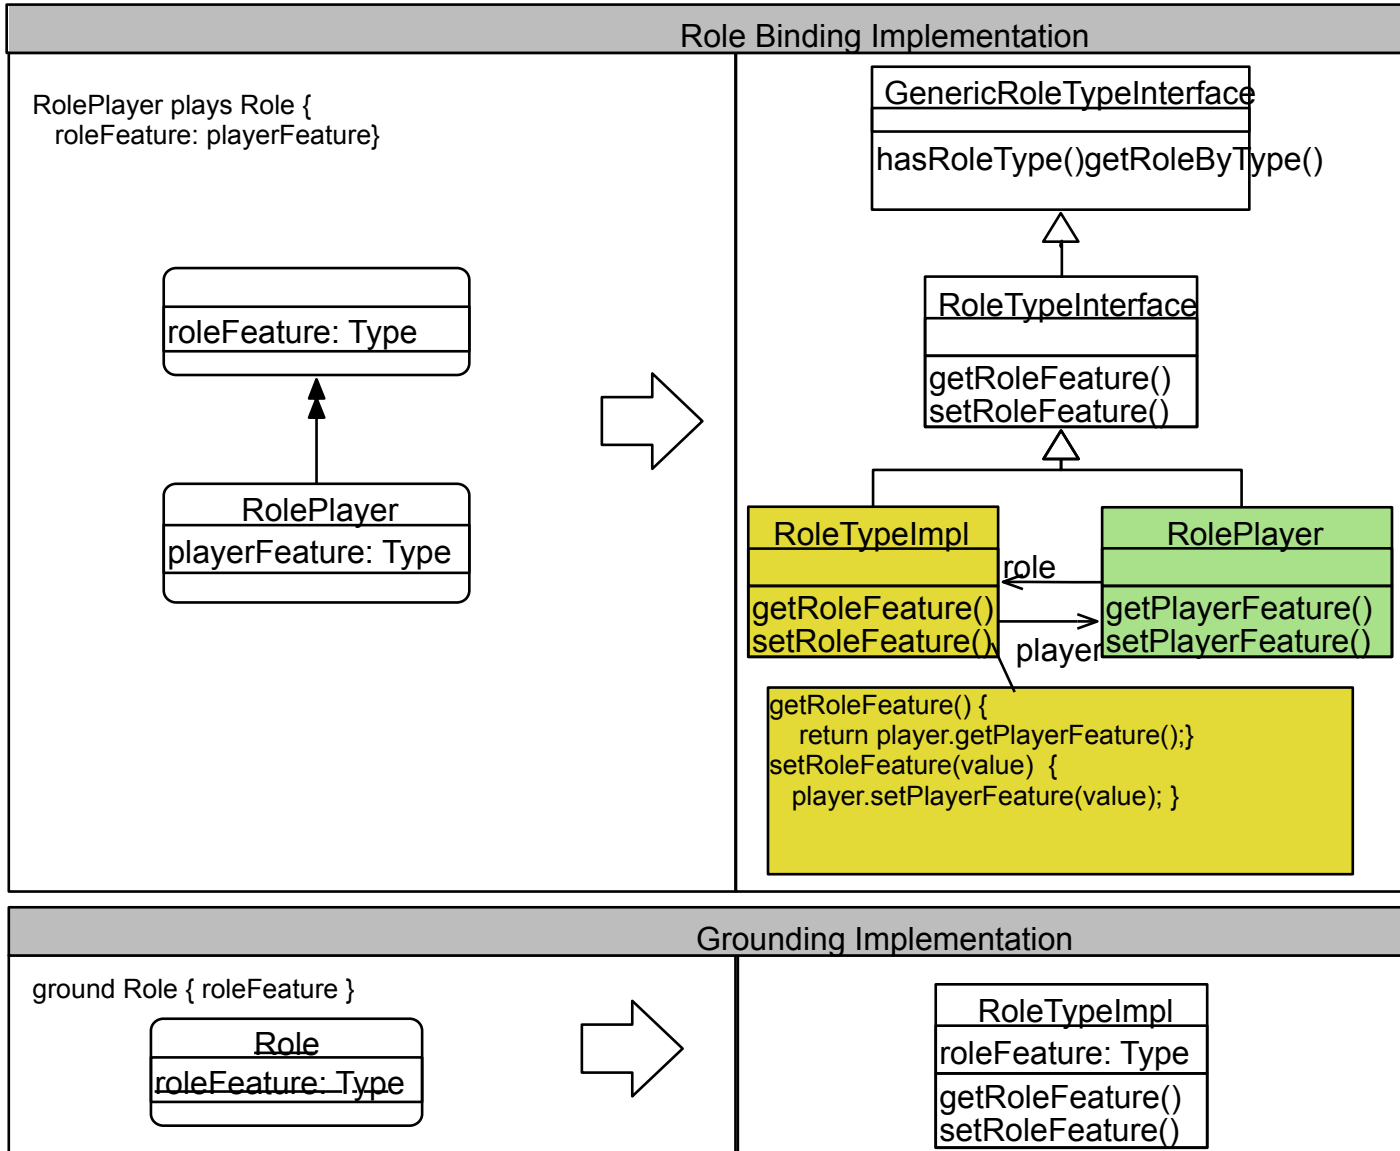 Role Binding Implementation
RolePlayer plays Role {
roleFeature: playerFeature}
roleFeature: Type
RolePlayer
playerFeature: Type
GenericRoleTypeInterface
hasRoleType()getRoleByType()
RoleTypeInterface
getRoleFeature()
setRoleFeature()
RoleTypeImpl
getRoleFeature()
setRoleFeature()
role
player
RolePlayer
getPlayerFeature()
setPlayerFeature()
getRoleFeature() {
return player.getPlayerFeature();}
setRoleFeature(value) {
player.setPlayerFeature(value); }
Grounding Implementation
ground Role { roleFeature }
Role
roleFeature: Type
RoleTypeImpl
roleFeature: Type
getRoleFeature()
setRoleFeature()